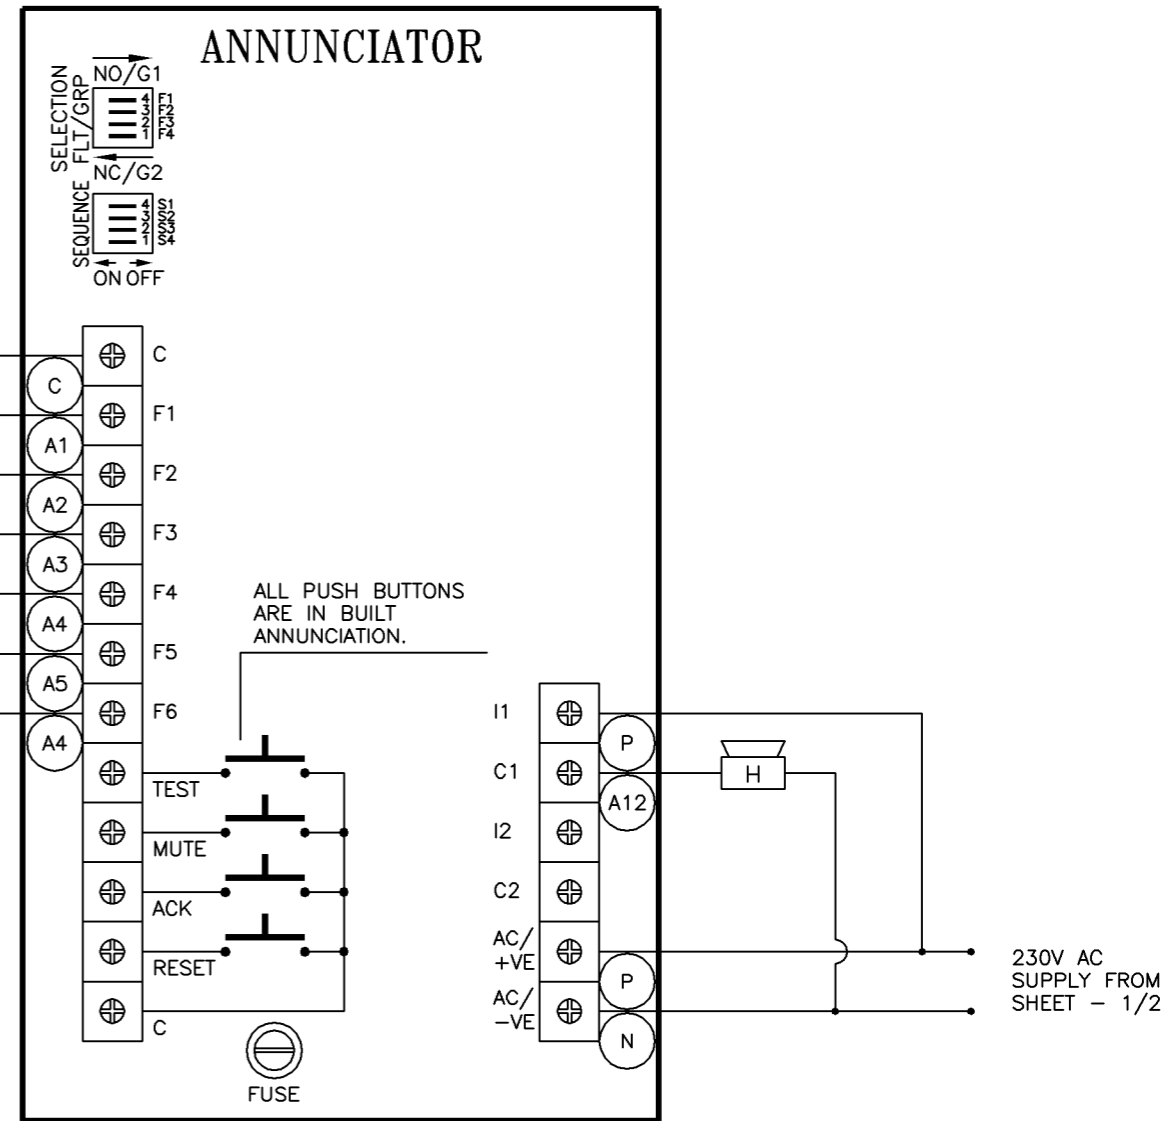 ANNUNCIATOR
SELECTION
FLT/GRP
NO/G1
4 F1
3 F2
2 F3
1 F4
NC/G2
SEQUENCE
4 S1
3 S2
2 S3
1 S4
ON OFF
C
C
F1
A1
F2
A2
F3
A3
F4
A4
F5
A5
F6
A4
ALL PUSH BUTTONS
ARE IN BUILT
ANNUNCIATION.
TEST
MUTE
ACK
RESET
C
FUSE
I1
P
C1
A12
H
I2
C2
AC/
+VE
P
AC/
-VE
N
230V AC
SUPPLY FROM
SHEET - 1/2